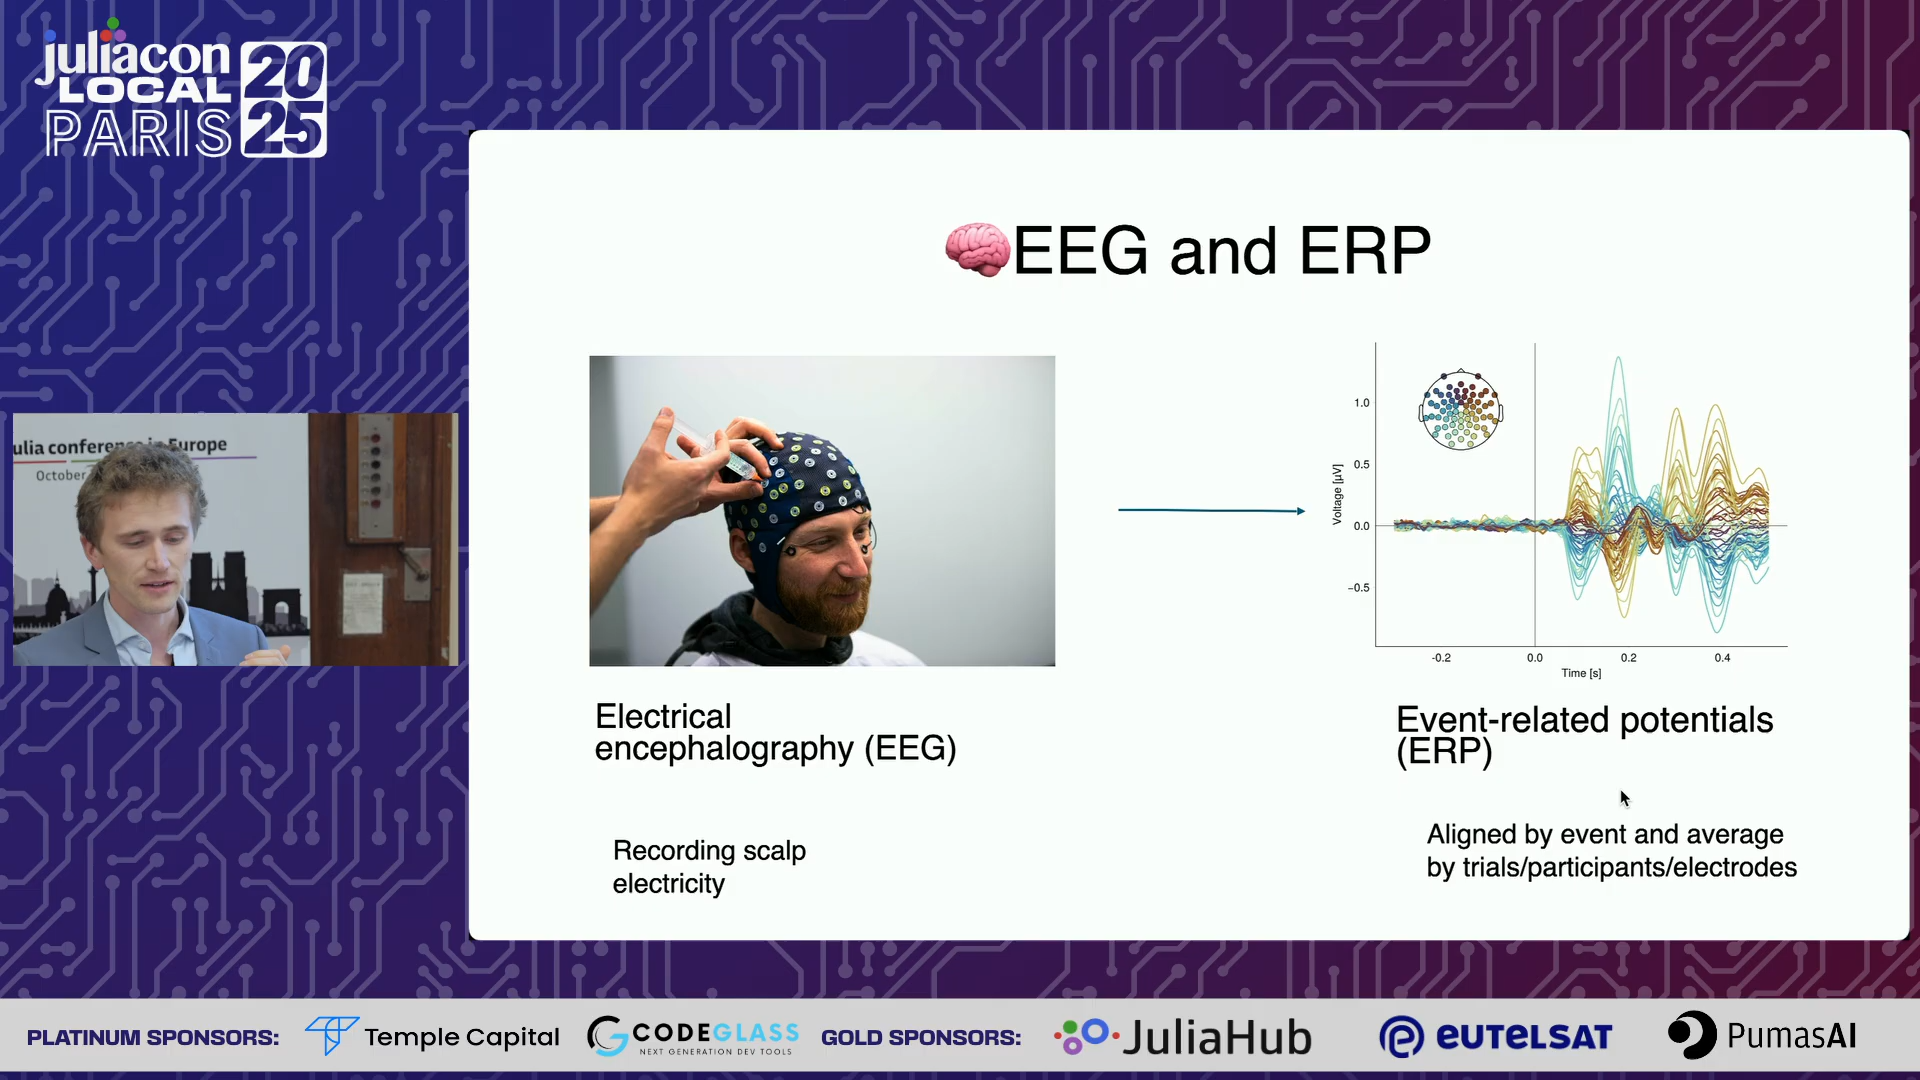 juliacon
LOCAL
PARIS
20
25
ulia conference in Europe
October
🧠EEG and ERP
Electrical
encephalography (EEG)
Recording scalp
electricity
1.0
0.5
0.0
−0.5
Voltage [µV]
-0.2
0.0
0.2
0.4
Time [s]
Event-related potentials
(ERP)
Aligned by event and average
by trials/participants/electrodes
PLATINUM SPONSORS:
Temple Capital
CODEGLASS
NEXT GENERATION DEV TOOLS
GOLD SPONSORS:
JuliaHub
eUTELSAT
PumasAI